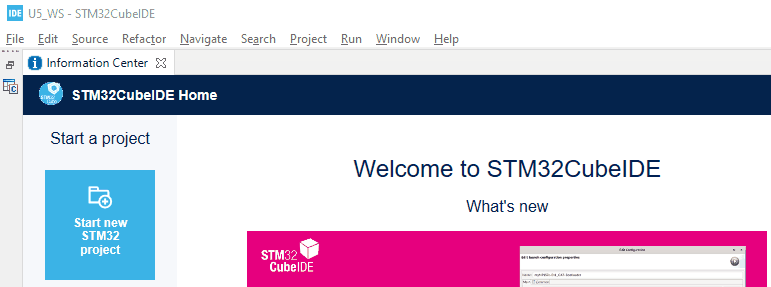 IDE U5_WS - STM32CubeIDE
File Edit Source Refactor Navigate Search Project Run Window Help
Information Center
STM32CubeIDE Home
Start a project
Start new
STM32
project
Welcome to STM32CubeIDE
What's new
STM32
CubeIDE